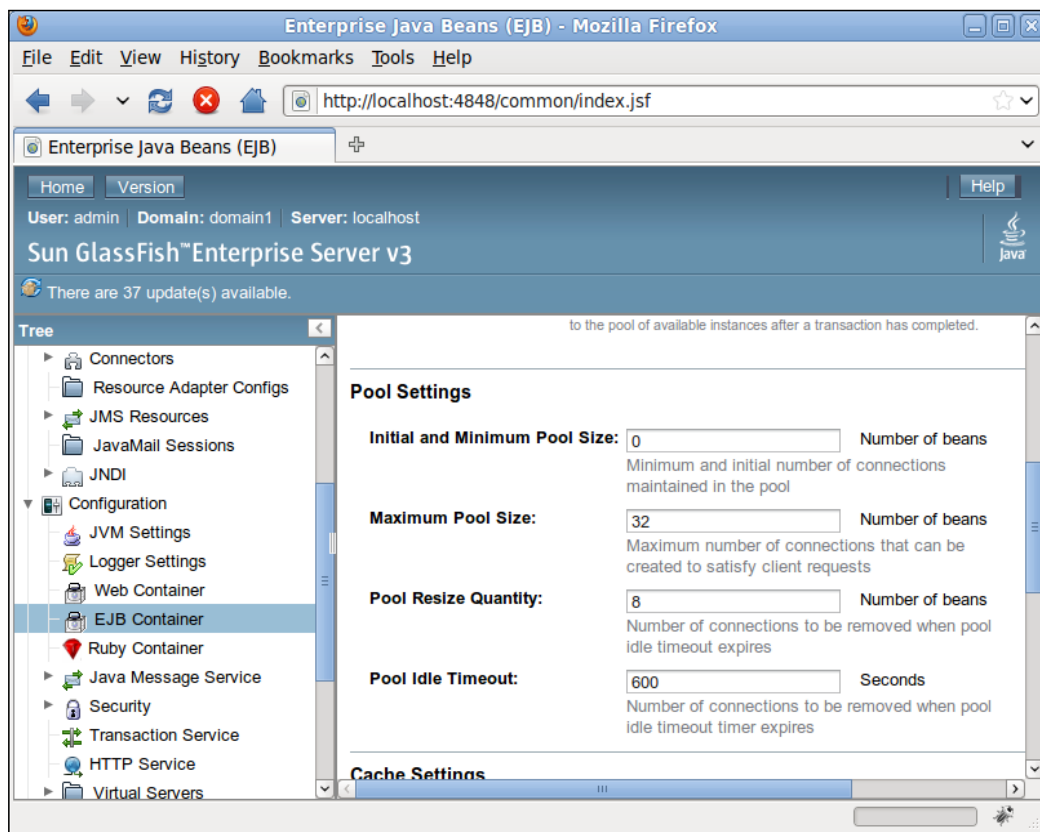 Enterprise Java Beans (EJB) - Mozilla Firefox
File Edit View History Bookmarks Tools Help
http://localhost:4848/common/index.jsf
Enterprise Java Beans (EJB)
Home Version Help
User: admin Domain: domain1 Server: localhost
Sun GlassFish™ Enterprise Server v3
Java
There are 37 update(s) available.
Tree
Connectors
Resource Adapter Configs
JMS Resources
JavaMail Sessions
JNDI
Configuration
JVM Settings
Logger Settings
Web Container
EJB Container
Ruby Container
Java Message Service
Security
Transaction Service
HTTP Service
Virtual Servers
to the pool of available instances after a transaction has completed.
Pool Settings
Initial and Minimum Pool Size: 0 Number of beans
Minimum and initial number of connections
maintained in the pool
Maximum Pool Size: 32 Number of beans
Maximum number of connections that can be
created to satisfy client requests
Pool Resize Quantity: 8 Number of beans
Number of connections to be removed when pool
idle timeout expires
Pool Idle Timeout: 600 Seconds
Number of connections to be removed when pool
idle timeout timer expires
Cache Settings